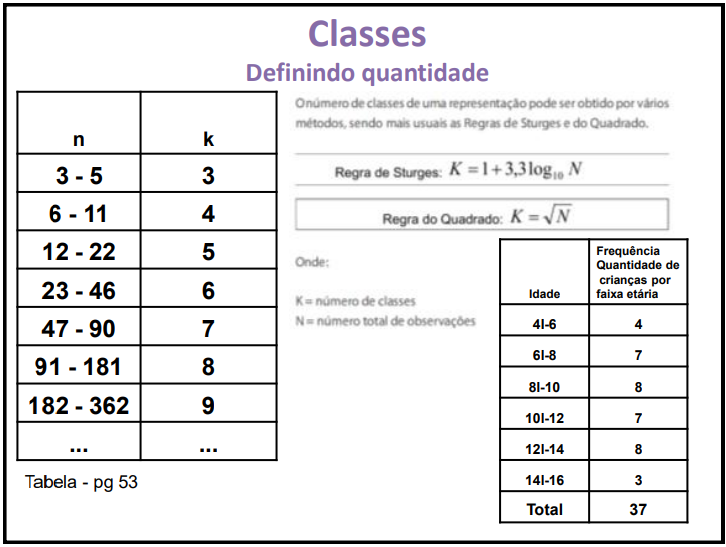 Classes
Definindo quantidade
n k
3 - 5 3
6 - 11 4
12 - 22 5
23 - 46 6
47 - 90 7
91 - 181 8
182 - 362 9
... ...
Tabela - pg 53
O número de classes de uma representação pode ser obtido por vários
métodos, sendo mais usuais as Regras de Sturges e do Quadrado.
Regra de Sturges: K = 1 + 3,3 log₁₀ N
Regra do Quadrado: K = √N
Onde:
K = número de classes
N = número total de observações
Idade
Frequência
Quantidade de
crianças por
faixa etária
4I-6 4
6I-8 7
8I-10 8
10I-12 7
12I-14 8
14I-16 3
Total 37